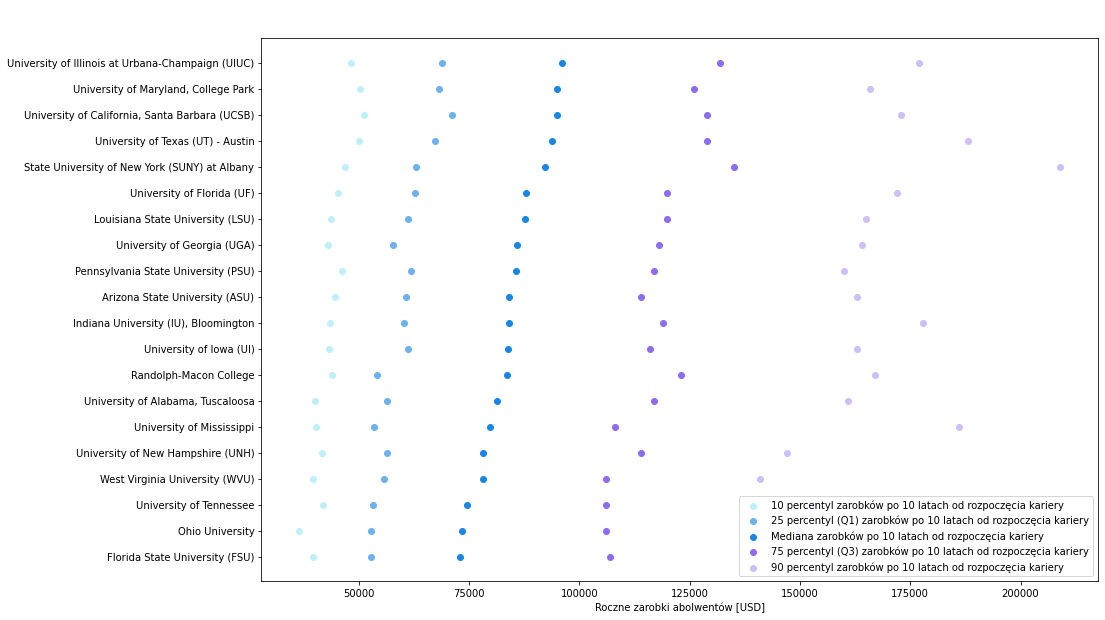 University of Illinois at Urbana-Champaign (UIUC)
University of Maryland, College Park
University of California, Santa Barbara (UCSB)
University of Texas (UT) - Austin
State University of New York (SUNY) at Albany
University of Florida (UF)
Louisiana State University (LSU)
University of Georgia (UGA)
Pennsylvania State University (PSU)
Arizona State University (ASU)
Indiana University (IU), Bloomington
University of Iowa (UI)
Randolph-Macon College
University of Alabama, Tuscaloosa
University of Mississippi
University of New Hampshire (UNH)
West Virginia University (WVU)
University of Tennessee
Ohio University
Florida State University (FSU)
10 percentyl zarobków po 10 latach od rozpoczęcia kariery
25 percentyl (Q1) zarobków po 10 latach od rozpoczęcia kariery
Mediana zarobków po 10 latach od rozpoczęcia kariery
75 percentyl (Q3) zarobków po 10 latach od rozpoczęcia kariery
90 percentyl zarobków po 10 latach od rozpoczęcia kariery
50000 75000 100000 125000 150000 175000 200000
Roczne zarobki abolwentów [USD]